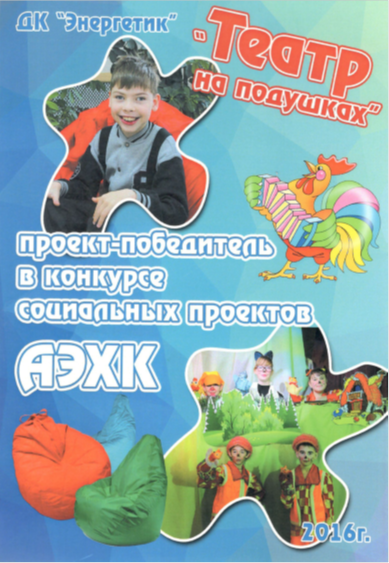 ДК "Энергетик"
"Театр
на подушках"
проект-победитель
в конкурсе
социальных проектов
АЭХК
2016г.